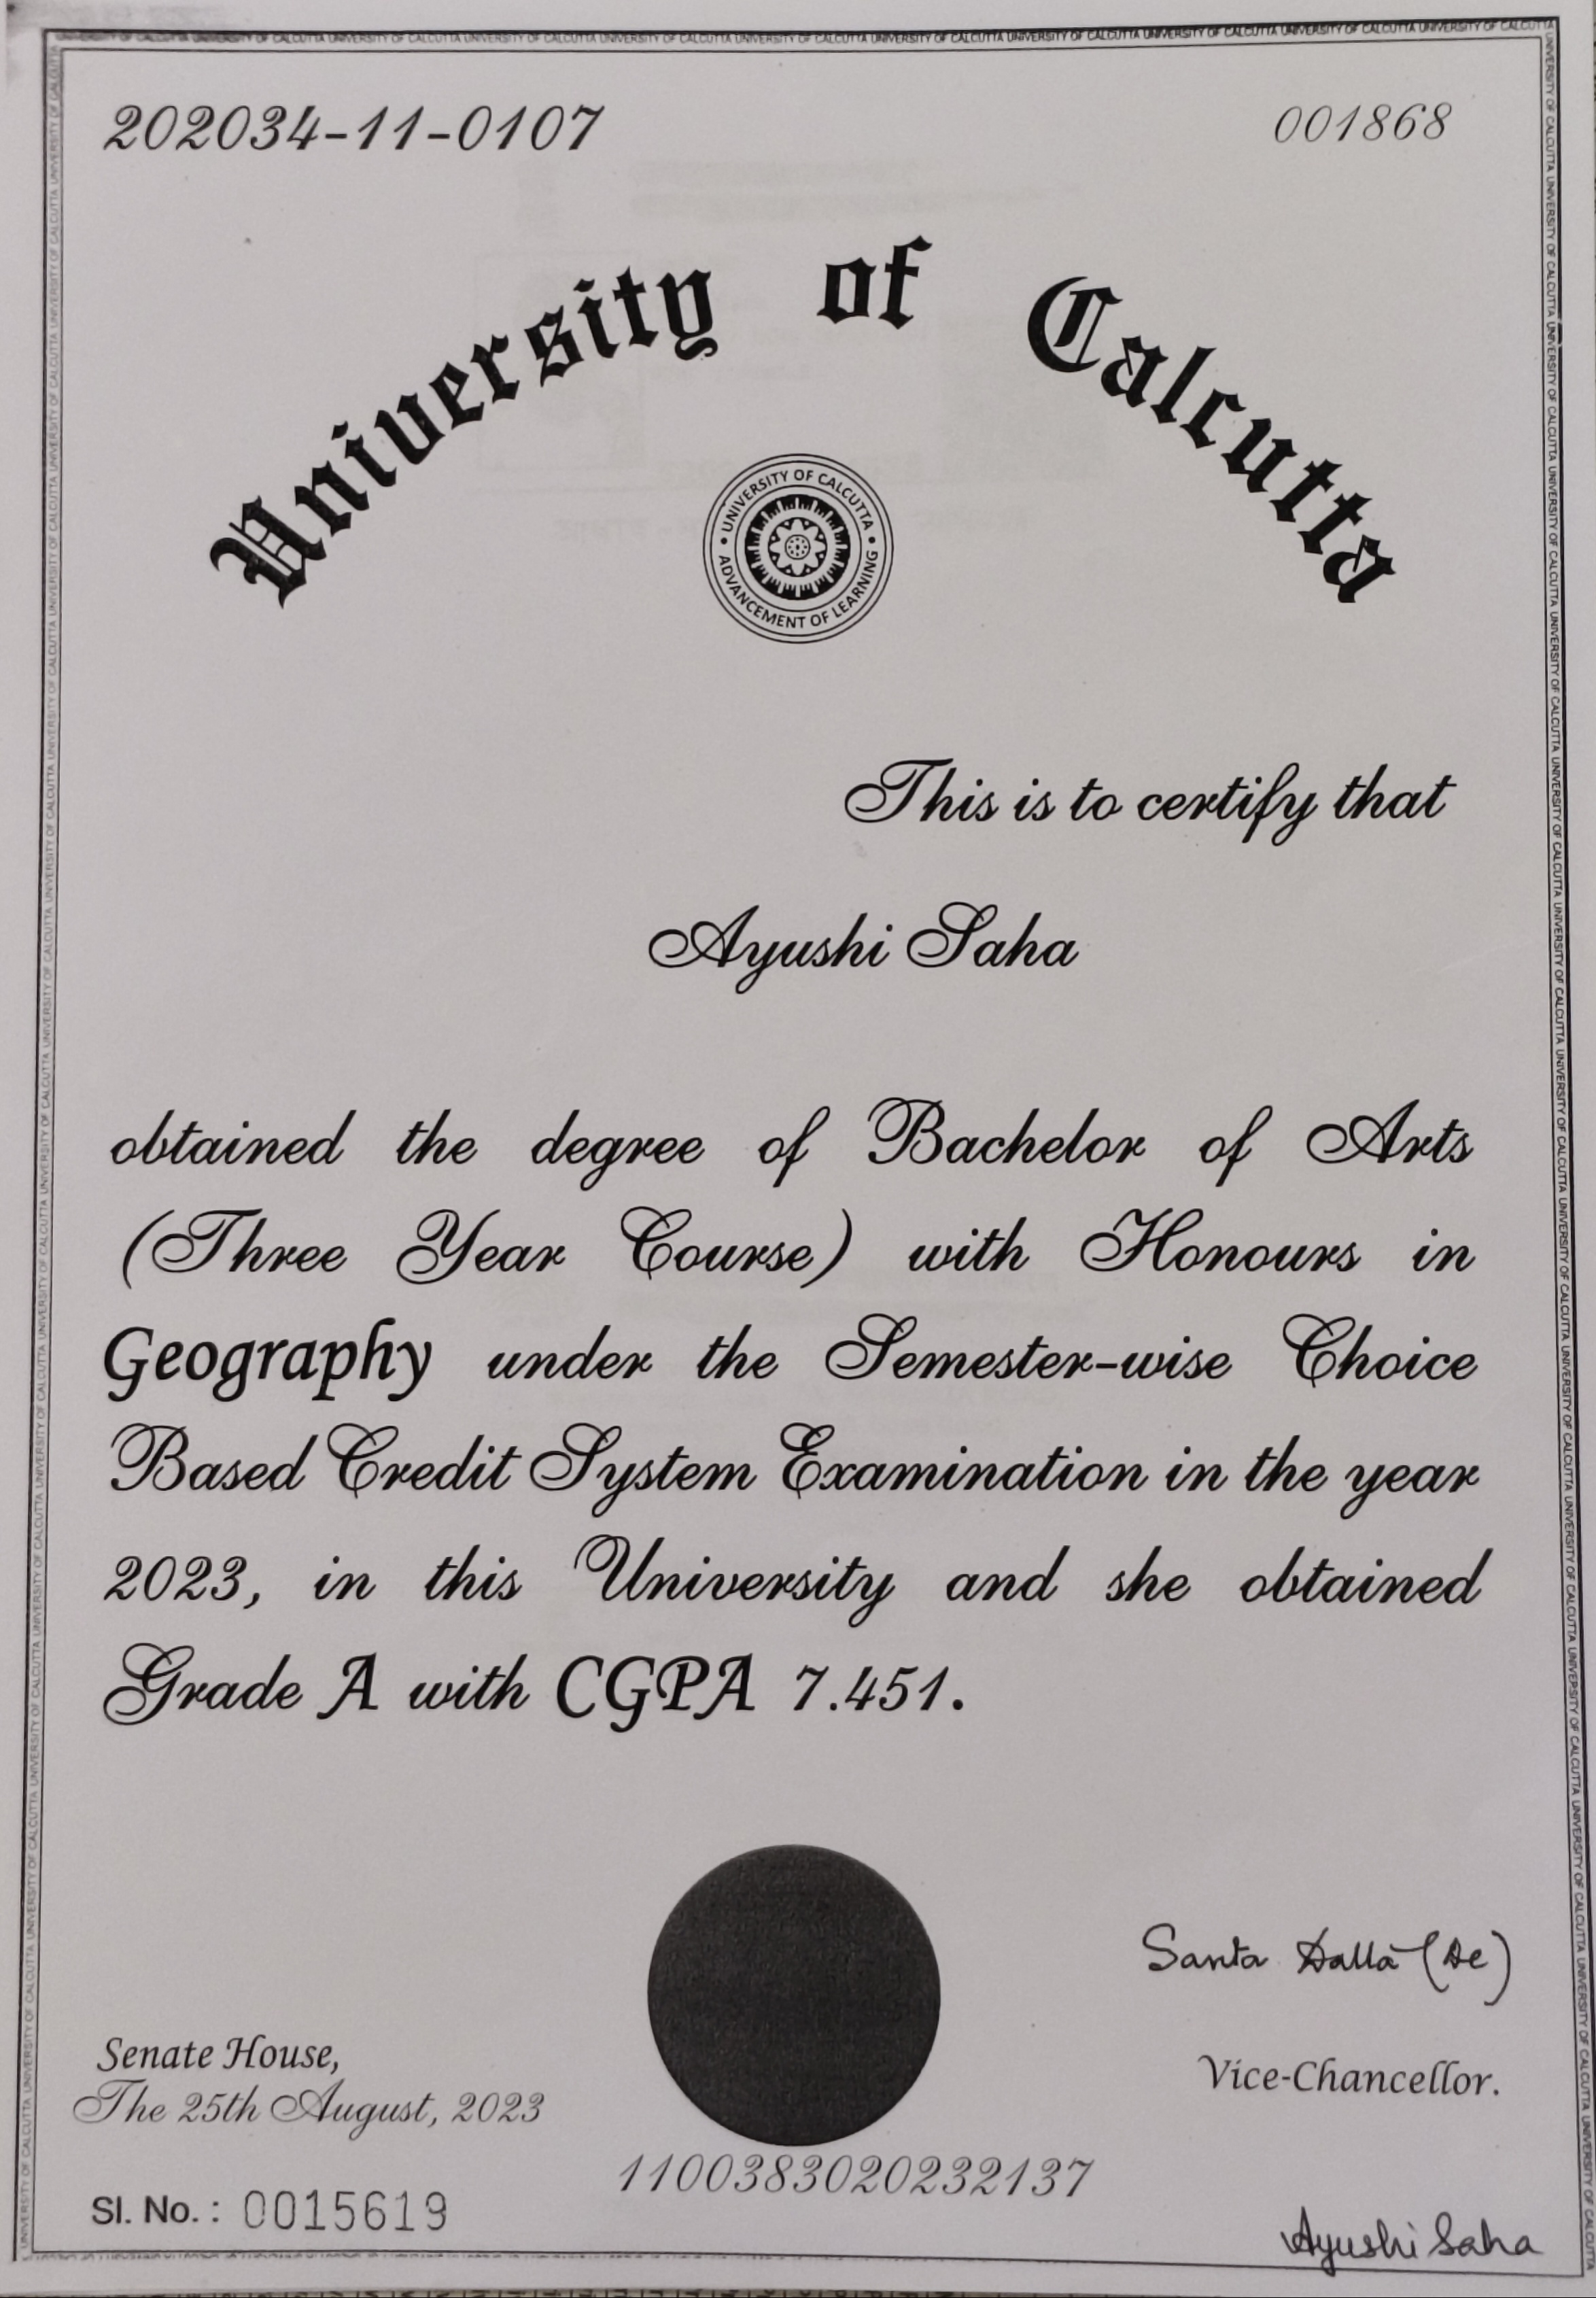 202034-11-0107 001868
University of Calcutta
UNIVERSITY OF CALCUTTA
ADVANCEMENT OF LEARNING
This is to certify that
Ayushi Saha
obtained the degree of Bachelor of Arts
(Three Year Course) with Honours in
Geography under the Semester-wise Choice
Based Credit System Examination in the year
2023, in this University and she obtained
Grade A with CGPA 7.451.
Santa Datta (De)
Senate House,
Vice-Chancellor.
The 25th August, 2023
1100383020232137
Sl. No. : 0015619
Ayushi Saha